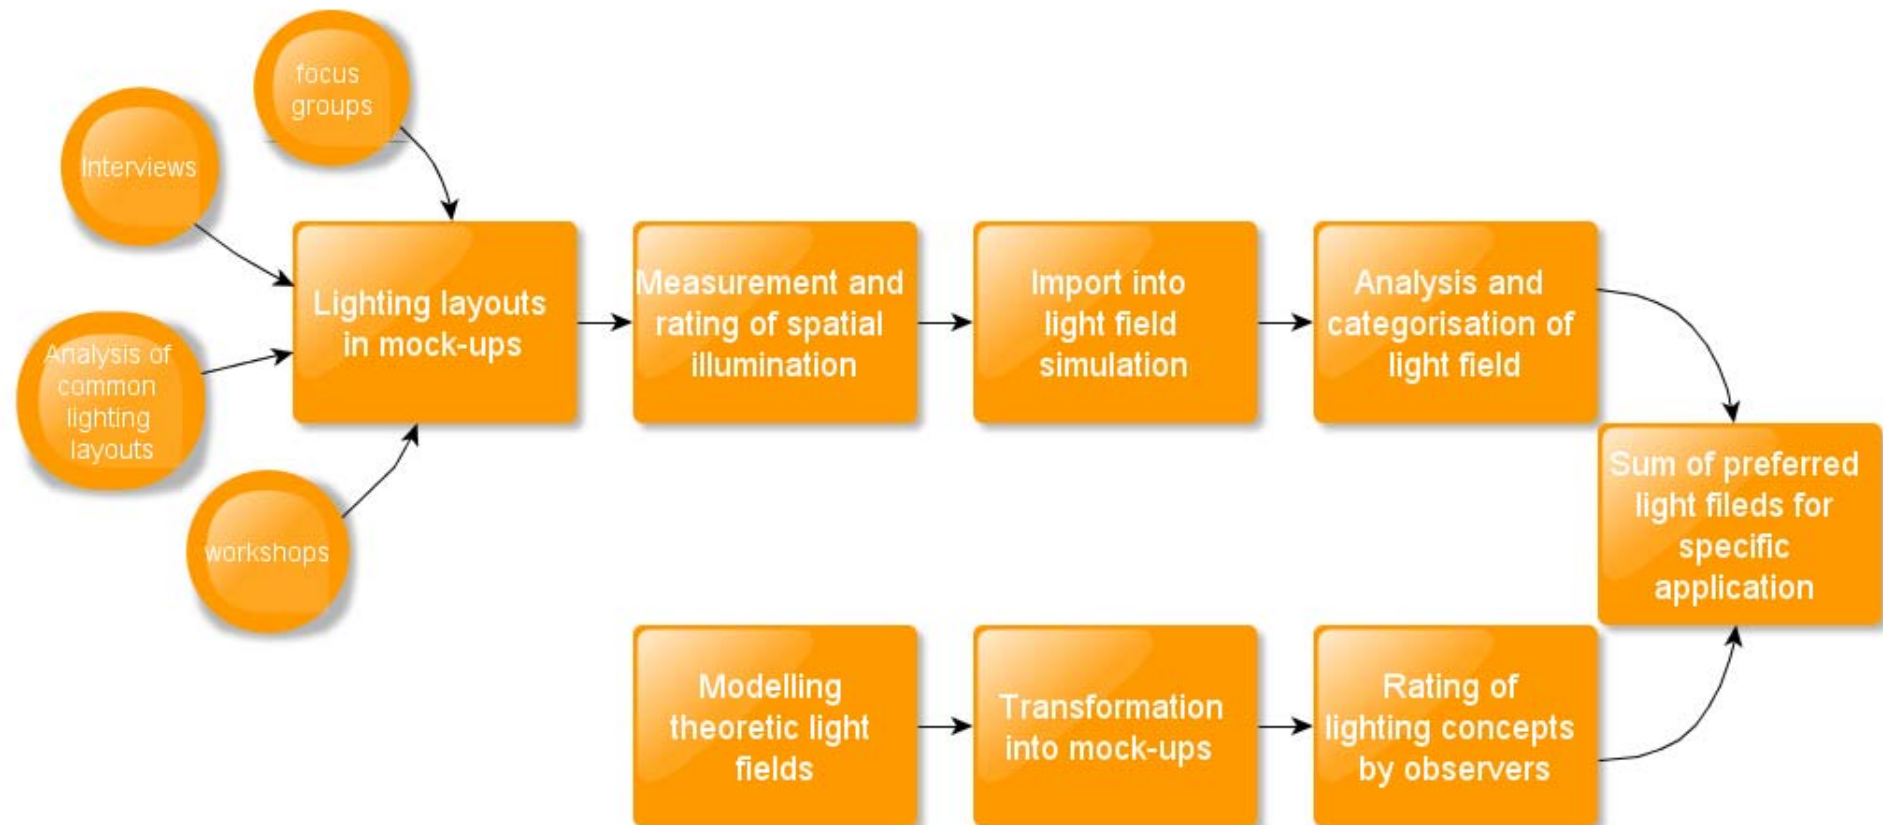 focus
groups
Interviews
Analysis of
common
lighting
layouts
workshops
Lighting layouts
in mock-ups
Measurement and
rating of spatial
illumination
Import into
light field
simulation
Analysis and
categorisation of
light field
Sum of preferred
light fileds for
specific
application
Modelling
theoretic light
fields
Transformation
into mock-ups
Rating of
lighting concepts
by observers